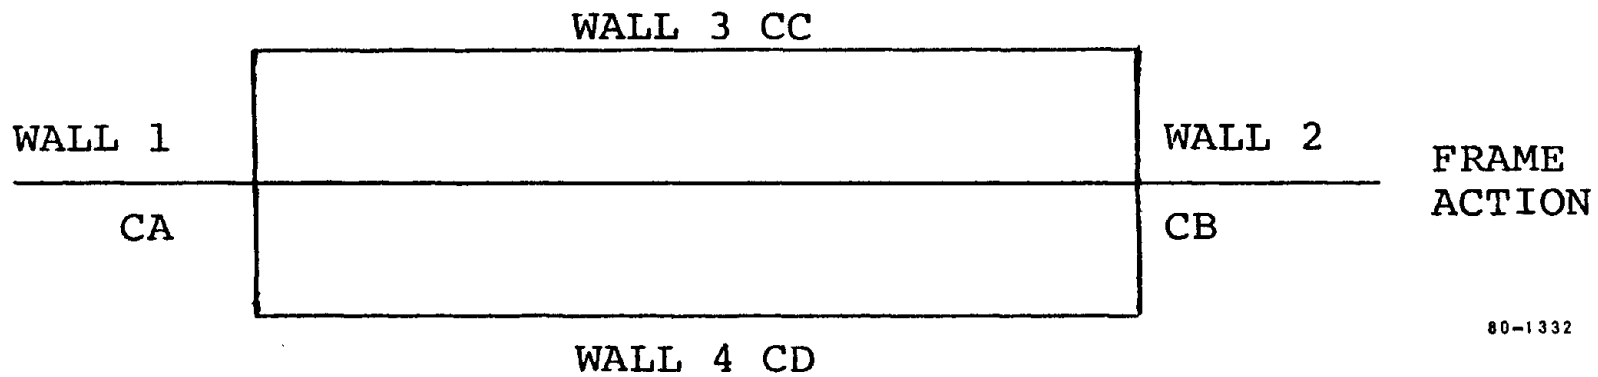 WALL 3 CC
WALL 1
WALL 2
FRAME
ACTION
CA
CB
80-1332
WALL 4 CD